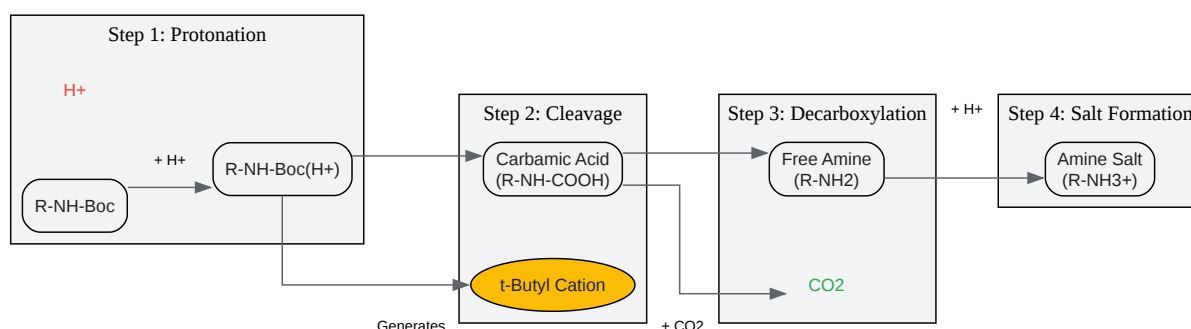 Step 1: Protonation
H+
+ H+
R-NH-Boc
R-NH-Boc(H+)
Step 2: Cleavage
Carbamic Acid
(R-NH-COOH)
t-Butyl Cation
Generates
Step 3: Decarboxylation
Free Amine
(R-NH2)
CO2
+ CO2
+ H+
Step 4: Salt Formation
Amine Salt
(R-NH3+)